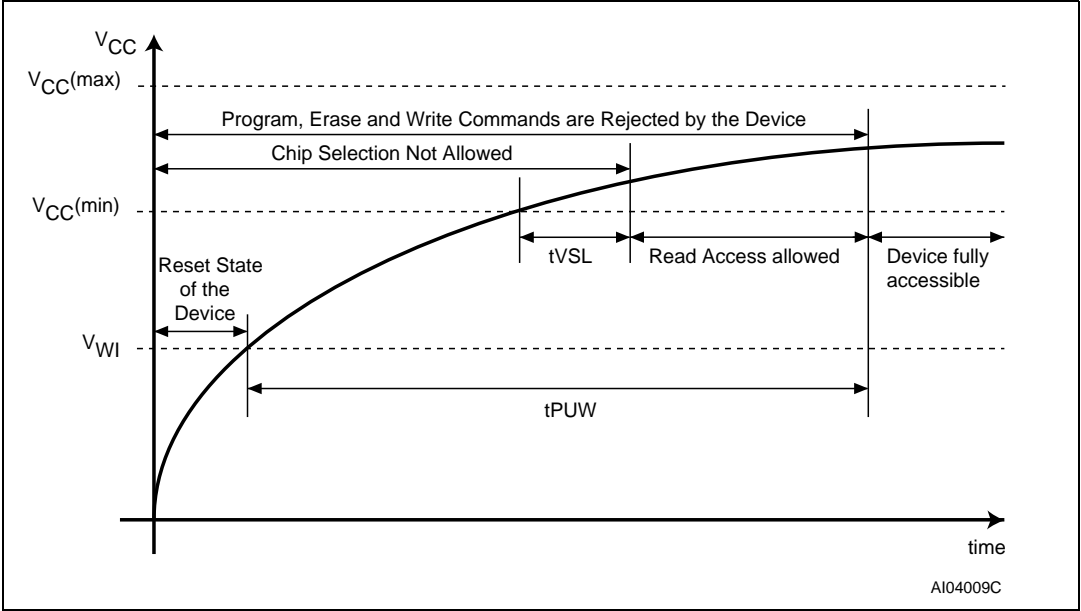 VCC
VCC(max)
Program, Erase and Write Commands are Rejected by the Device
Chip Selection Not Allowed
VCC(min)
tVSL
Read Access allowed
Device fully
accessible
Reset State
of the
Device
VWI
tPUW
time
AI04009C